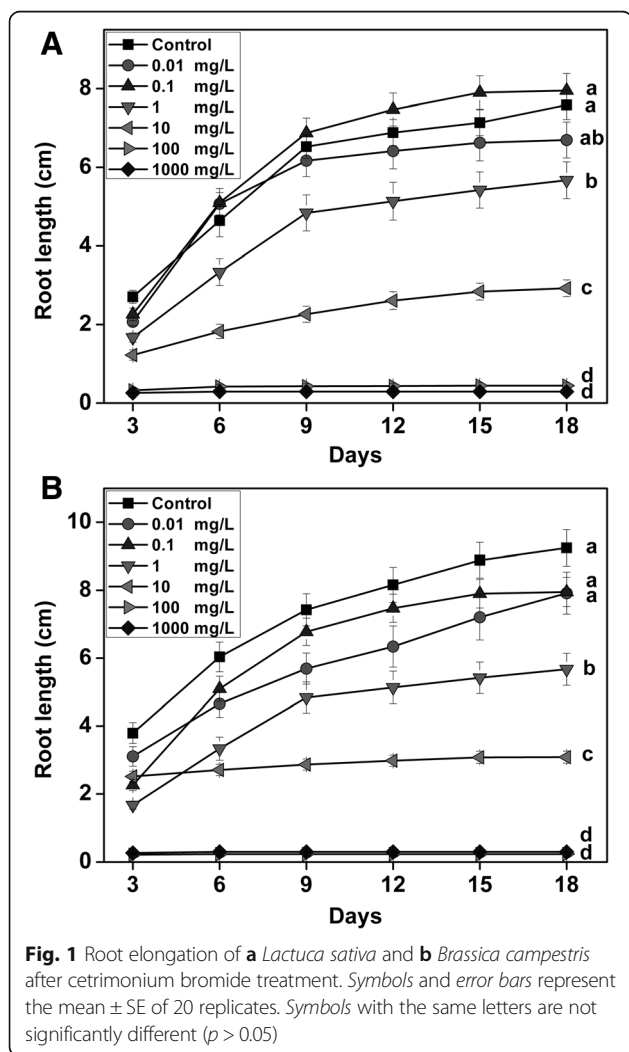 A
Control
0.01 mg/L
0.1 mg/L
1 mg/L
10 mg/L
100 mg/L
1000 mg/L
Root length (cm)
8
6
4
2
0
a
a
ab
b
c
d
d
3 6 9 12 15 18
Days
B
Control
0.01 mg/L
0.1 mg/L
1 mg/L
10 mg/L
100 mg/L
1000 mg/L
Root length (cm)
10
8
6
4
2
0
a
a
a
b
c
d
d
3 6 9 12 15 18
Days
Fig. 1 Root elongation of a Lactuca sativa and b Brassica campestris
after cetrimonium bromide treatment. Symbols and error bars represent
the mean ± SE of 20 replicates. Symbols with the same letters are not
significantly different (p > 0.05)